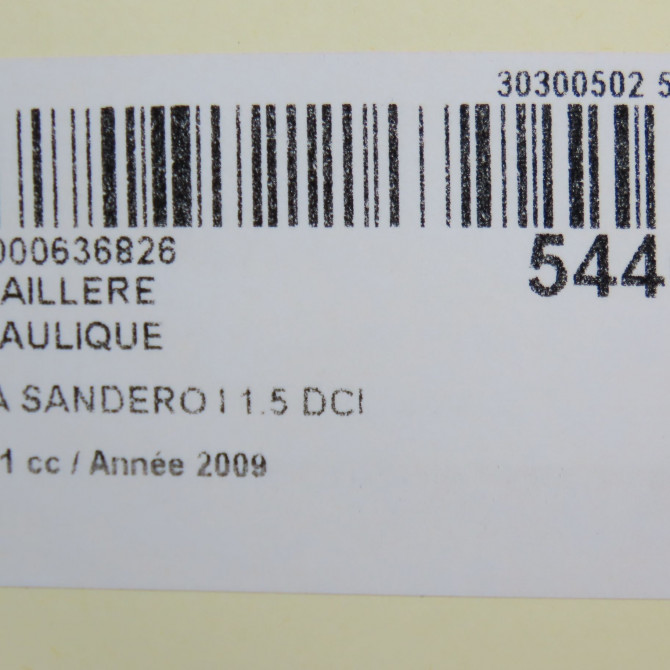 30300502 5
000636826
544
AILLERE
AULIQUE
A SANDERO I 1.5 DCI
1 cc / Année 2009